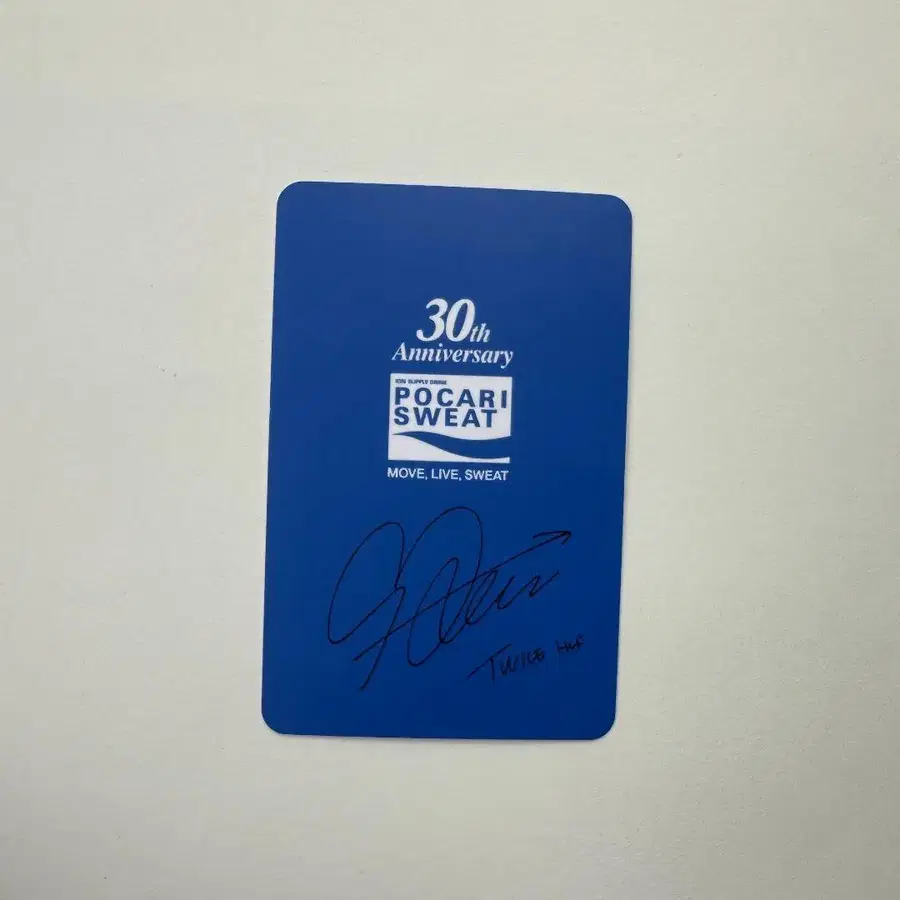 30th
Anniversary
ION SUPPLY DRINK
POCARI
SWEAT
MOVE, LIVE, SWEAT
TWICE